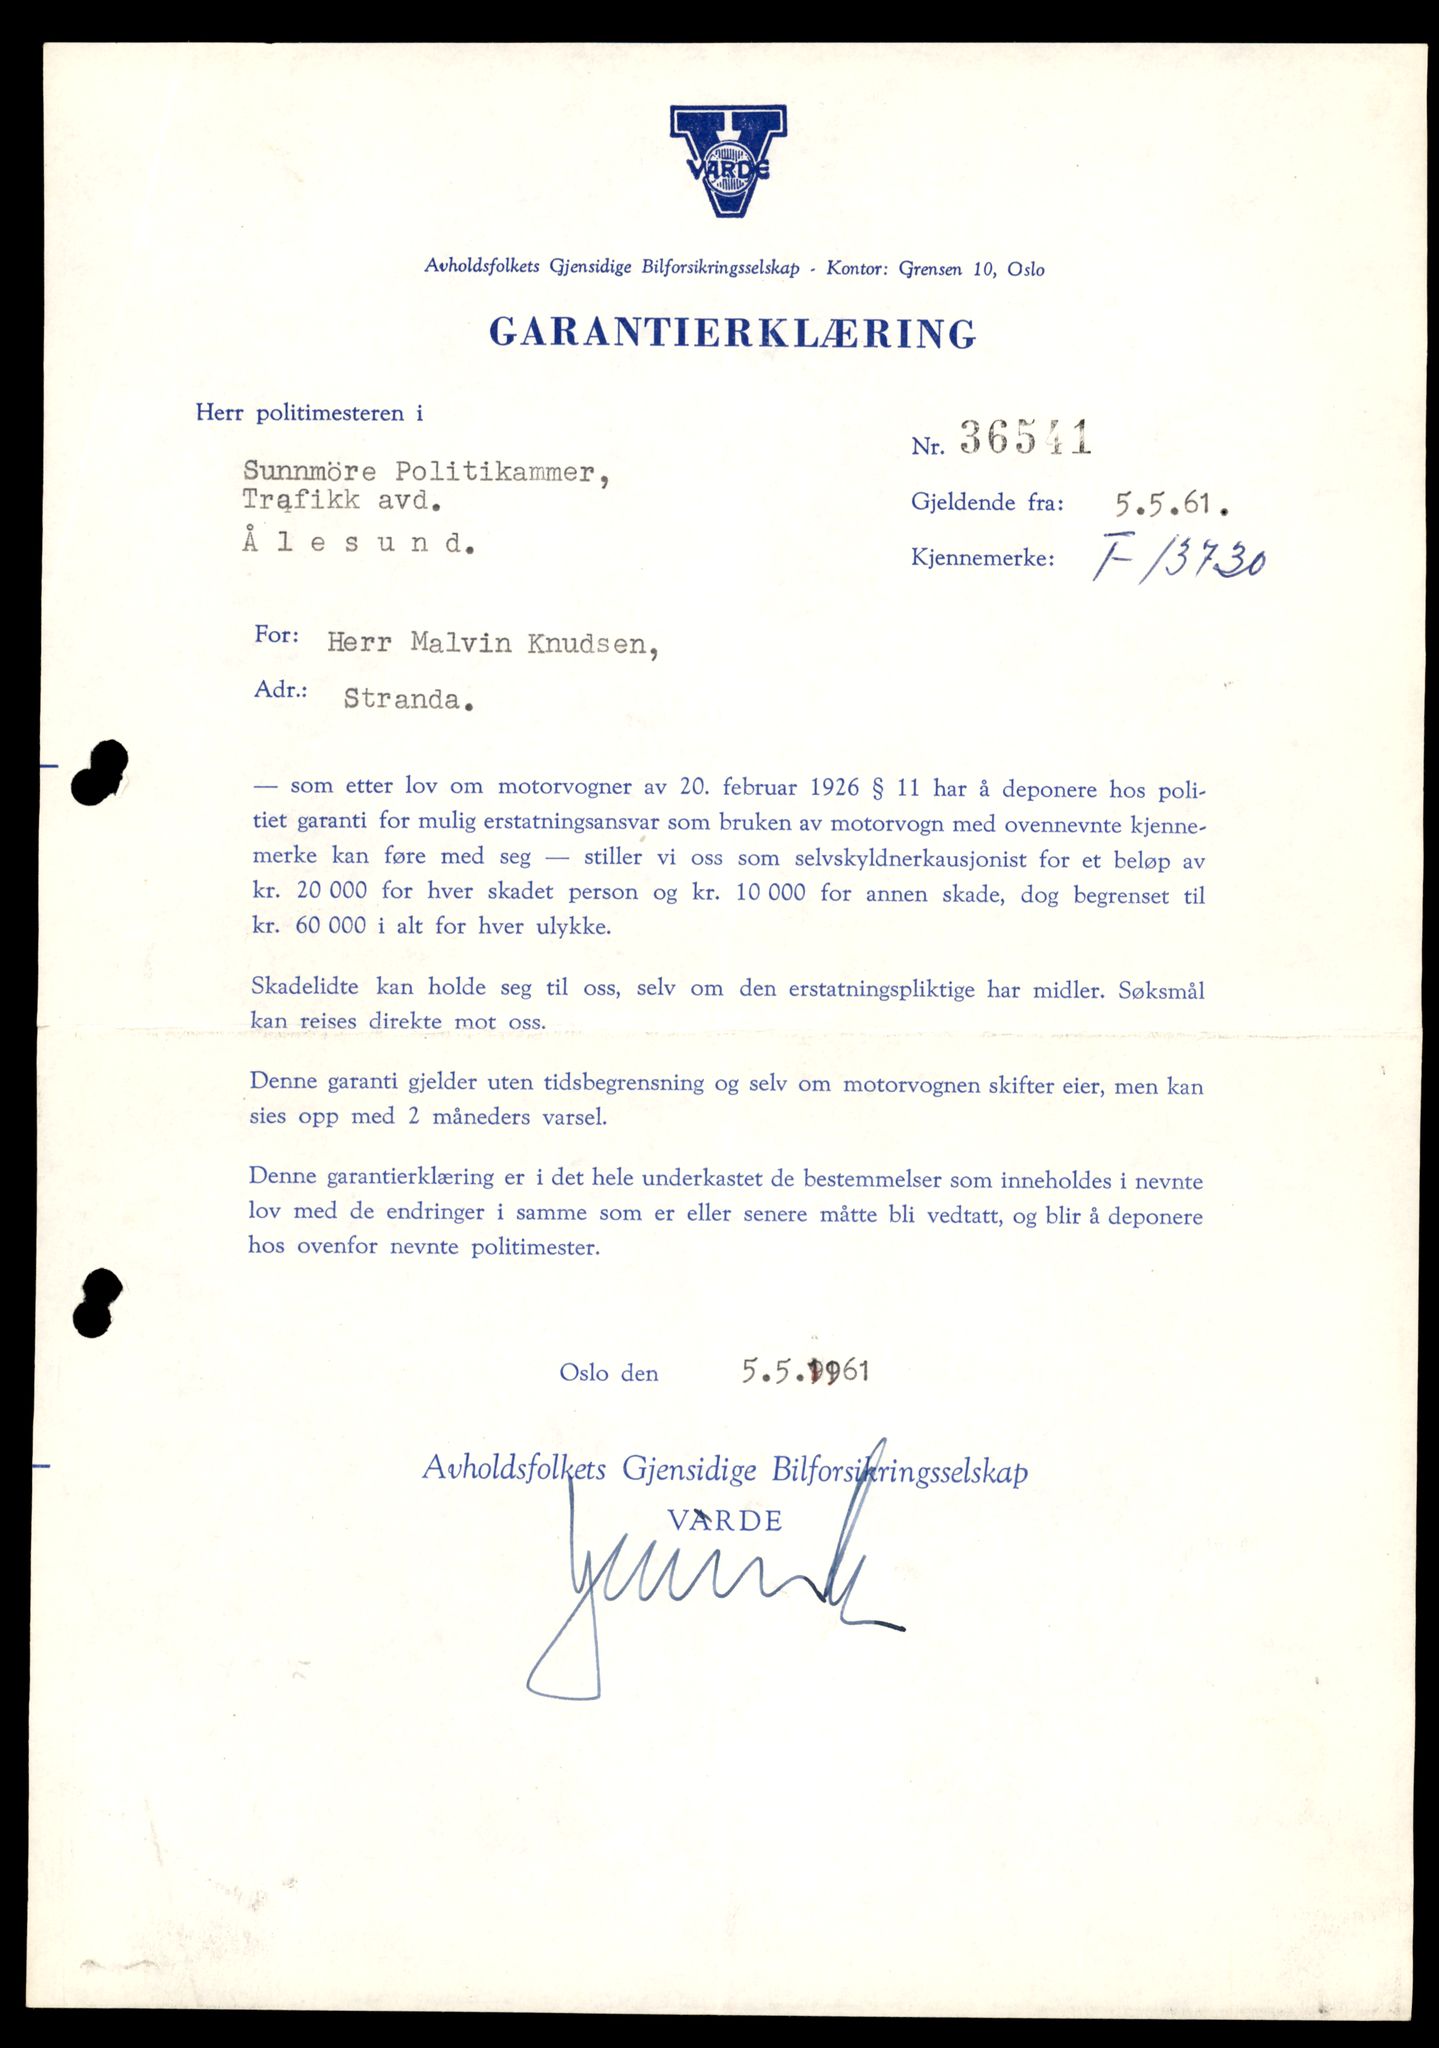 VARDE
Avholdsfolkets Gjensidige Bilforsikringsselskap - Kontor: Grensen 10, Oslo
GARANTIERKLÆRING
Herr politimesteren i
Nr. 36541
Sunnmöre Politikammer,
Trafikk avd.
Gjeldende fra: 5.5.61.
Å l e s u n d.
Kjennemerke: F-13730
For: Herr Malvin Knudsen,
Adr.: Stranda.
— som etter lov om motorvogner av 20. februar 1926 § 11 har å deponere hos poli-
tiet garanti for mulig erstatningsansvar som bruken av motorvogn med ovennevnte kjenne-
merke kan føre med seg — stiller vi oss som selvskyldnerkausjonist for et beløp av
kr. 20 000 for hver skadet person og kr. 10 000 for annen skade, dog begrenset til
kr. 60 000 i alt for hver ulykke.
Skadelidte kan holde seg til oss, selv om den erstatningspliktige har midler. Søksmål
kan reises direkte mot oss.
Denne garanti gjelder uten tidsbegrensning og selv om motorvognen skifter eier, men kan
sies opp med 2 måneders varsel.
Denne garantierklæring er i det hele underkastet de bestemmelser som inneholdes i nevnte
lov med de endringer i samme som er eller senere måtte bli vedtatt, og blir å deponere
hos ovenfor nevnte politimester.
Oslo den 5.5.1961
Avholdsfolkets Gjensidige Bilforsikringsselskap
VARDE